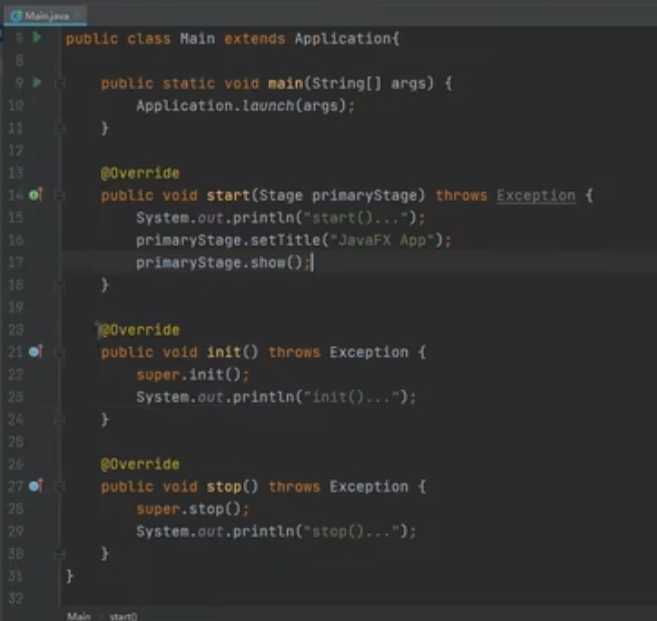 Main.java
5 public class Main extends Application{
8
9 public static void main(String[] args) {
10 Application.launch(args);
11 }
12
13 @Override
14 public void start(Stage primaryStage) throws Exception {
15 System.out.println("start()...");
16 primaryStage.setTitle("JavaFX App");
17 primaryStage.show();
18 }
19
20 @Override
21 public void init() throws Exception {
22 super.init();
23 System.out.println("init()...");
24 }
25
26 @Override
27 public void stop() throws Exception {
28 super.stop();
29 System.out.println("stop()...");
30 }
31 }
32
Main start()